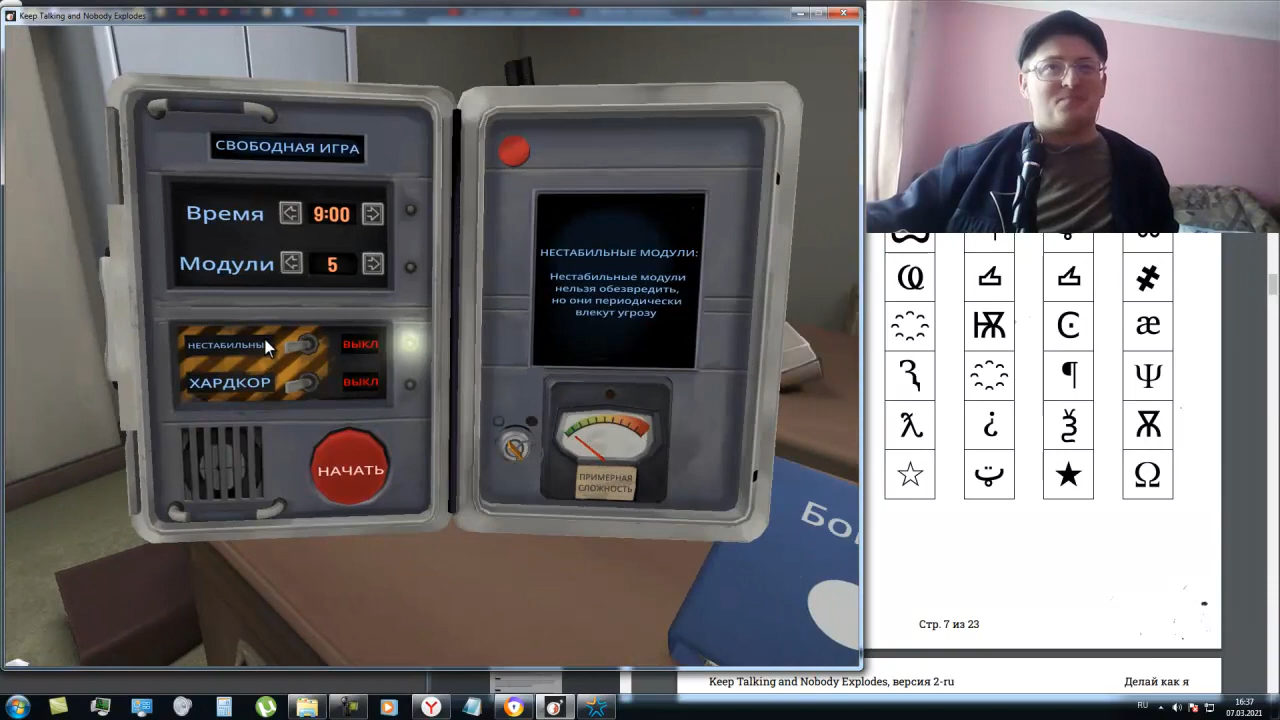 Keep Talking and Nobody Explodes
СВОБОДНАЯ ИГРА
Время 9:00
Модули 5
НЕСТАБИЛЬНЫ
ВЫКЛ
ХАРДКОР
ВЫКЛ
НАЧАТЬ
НЕСТАБИЛЬНЫЕ МОДУЛИ:
Нестабильные модули
нельзя обезвредить,
но они периодически
влекут угрозу
ПРИМЕРНАЯ
СЛОЖНОСТЬ
Стр. 7 из 23
Keep Talking and Nobody Explodes, версия 2-ru
Делай как я
RU
16:37
07.03.2021